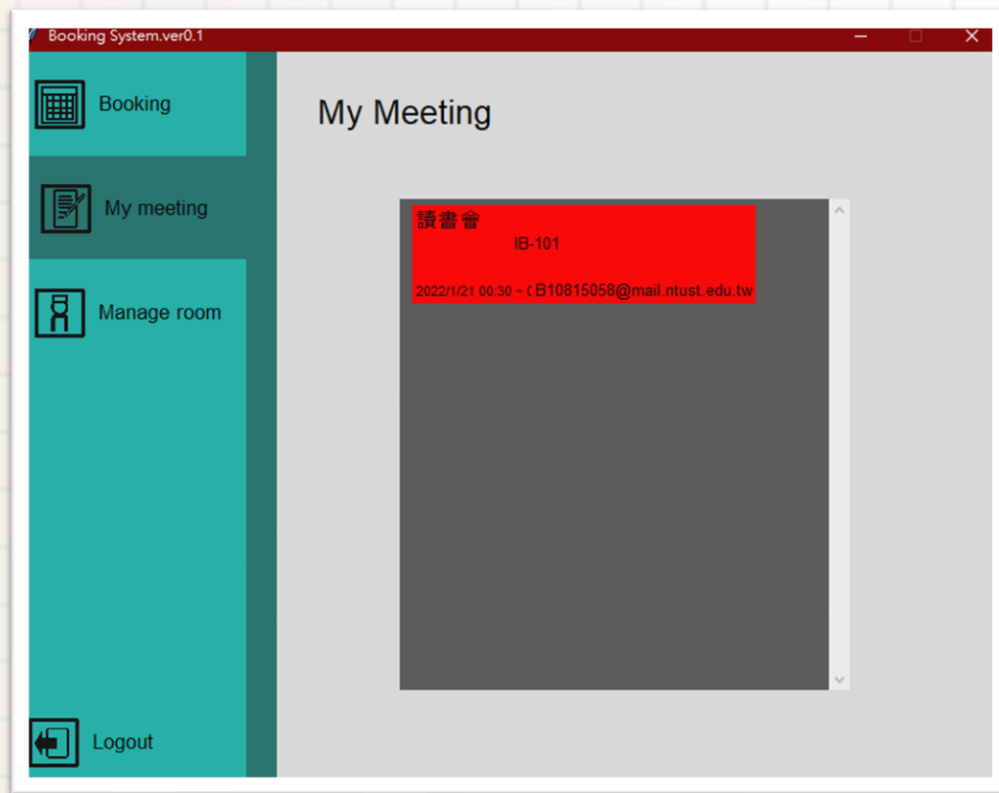 Booking System.ver0.1
Booking
My meeting
Manage room
Logout
My Meeting
讀書會
IB-101
2022/1/21 00:30 ~ B10815058@mail.ntust.edu.tw